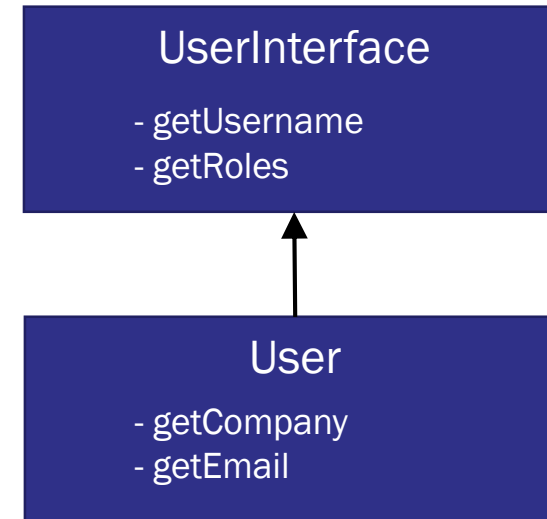 UserInterface
- getUsername
- getRoles
User
- getCompany
- getEmail